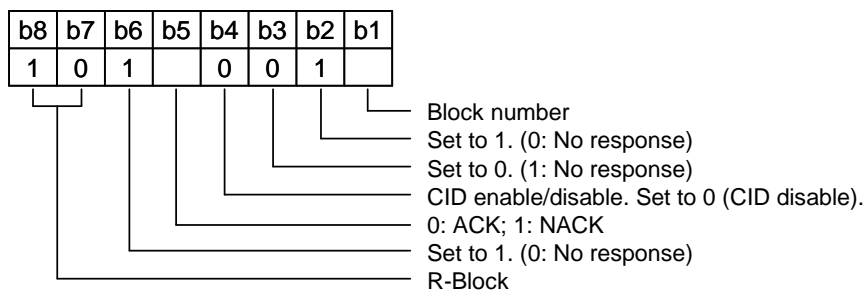 b8 b7 b6 b5 b4 b3 b2 b1
1 0 1 0 0 1
Block number
Set to 1. (0: No response)
Set to 0. (1: No response)
CID enable/disable. Set to 0 (CID disable).
0: ACK; 1: NACK
Set to 1. (0: No response)
R-Block